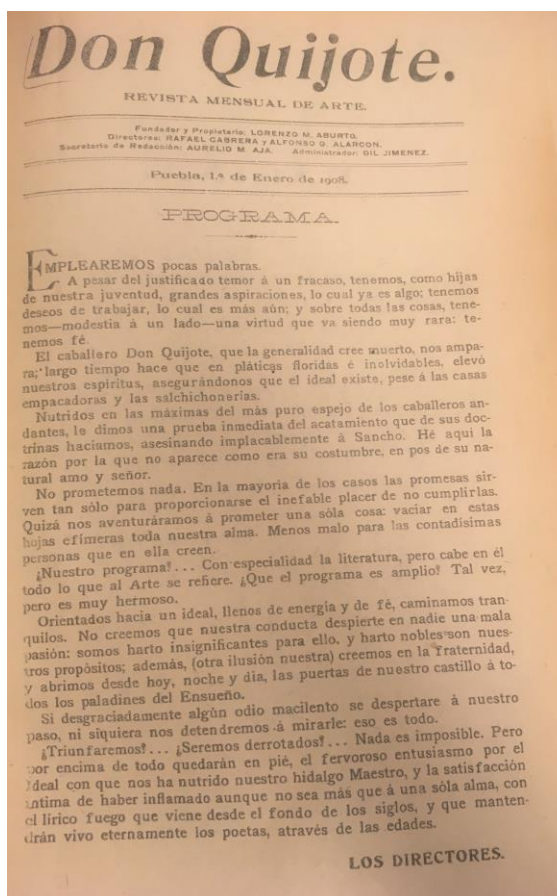 Don Quijote.
REVISTA MENSUAL DE ARTE.
Fundador y Propietario: LORENZO M. ABURTO.
Directores: RAFAEL CABRERA y ALFONSO G. ALARCON.
Secretario de Redacción: AURELIO M. AJA. Administrador: GIL JIMENEZ.
Puebla, 1.º de Enero de 1908.
PROGRAMA.
EMPLEAREMOS pocas palabras.
A pesar del justificado temor á un fracaso, tenemos, como hijas
de nuestra juventud, grandes aspiraciones, lo cual ya es algo; tenemos
deseos de trabajar, lo cual es más aún; y sobre todas las cosas, tene-
mos—modestia á un lado—una virtud que va siendo muy rara: te-
nemos fé.
El caballero Don Quijote, que la generalidad cree muerto, nos ampa-
ra; largo tiempo hace que en pláticas floridas é inolvidables, elevó
nuestros espíritus, asegurándonos que el ideal existe, pese á las casas
empacadoras y las salchichonerías.
Nutridos en las máximas del más puro espejo de los caballeros an-
dantes, le dimos una prueba inmediata del acatamiento que de sus doc-
trinas hacíamos, asesinando implacablemente á Sancho. Hé aquí la
razón por la que no aparece como era su costumbre, en pos de su na-
tural amo y señor.
No prometemos nada. En la mayoría de los casos las promesas sir-
ven tan sólo para proporcionarse el inefable placer de no cumplirlas.
Quizá nos aventuráramos á prometer una sóla cosa: vaciar en estas
hojas efímeras toda nuestra alma. Menos malo para las contadísimas
personas que en ella creen.
¿Nuestro programa?... Con especialidad la literatura, pero cabe en él
todo lo que al Arte se refiere. ¿Que el programa es amplio? Tal vez,
pero es muy hermoso.
Orientados hacia un ideal, llenos de energía y de fé, caminamos tran-
quilos. No creemos que nuestra conducta despierte en nadie una mala
pasión: somos harto insignificantes para ello, y harto nobles son nues-
tros propósitos; además, (otra ilusión nuestra) creemos en la fraternidad,
y abrimos desde hoy, noche y dia, las puertas de nuestro castillo á to-
dos los paladines del Ensueño.
Si desgraciadamente algún odio macilento se despertare á nuestro
paso, ni siquiera nos detendremos á mirarle: eso es todo.
¿Triunfaremos?... ¿Seremos derrotados?... Nada es imposible. Pero
por encima de todo quedarán en pié, el fervoroso entusiasmo por el
Ideal con que nos ha nutrido nuestro hidalgo Maestro, y la satisfacción
íntima de haber inflamado aunque no sea más que á una sóla alma, con
el lírico fuego que viene desde el fondo de los siglos, y que manten-
drán vivo eternamente los poetas, através de las edades.
LOS DIRECTORES.